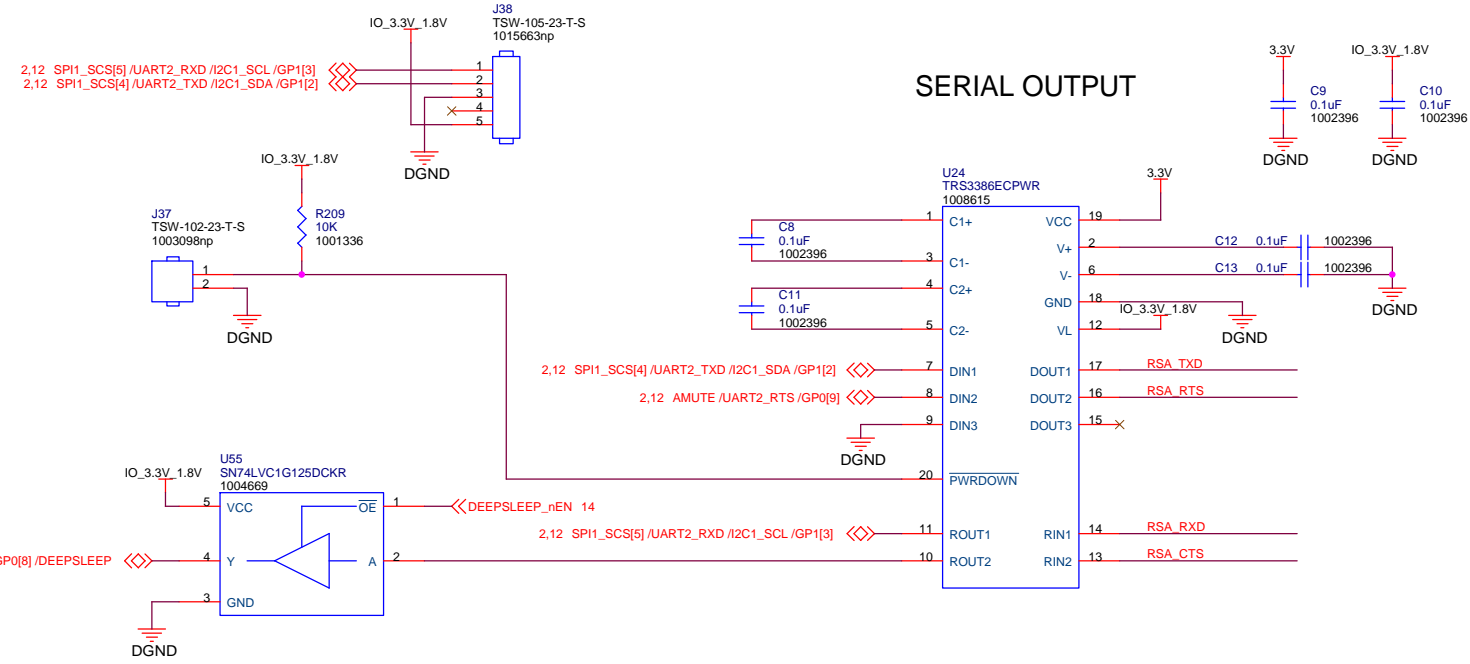 J38
TSW-105-23-T-S
1015663np
IO_3.3V_1.8V
2,12 SPI1_SCS[5] /UART2_RXD /I2C1_SCL /GP1[3]
2,12 SPI1_SCS[4] /UART2_TXD /I2C1_SDA /GP1[2]
1
2
3
4
5
DGND
SERIAL OUTPUT
3.3V
C9
0.1uF
1002396
DGND
IO_3.3V_1.8V
C10
0.1uF
1002396
DGND
IO_3.3V_1.8V
R209
10K
1001336
J37
TSW-102-23-T-S
1003098np
1
2
DGND
U24
TRS3386ECPWR
1008615
3.3V
C8
0.1uF
1002396
C11
0.1uF
1002396
1 C1+
3 C1-
4 C2+
5 C2-
VCC 19
V+ 2
V- 6
GND 18
VL 12
C12 0.1uF 1002396
C13 0.1uF 1002396
DGND
IO_3.3V_1.8V
DGND
2,12 SPI1_SCS[4] /UART2_TXD /I2C1_SDA /GP1[2]
7 DIN1
DOUT1 17
RSA_TXD
2,12 AMUTE /UART2_RTS /GP0[9]
8 DIN2
DOUT2 16
RSA_RTS
9 DIN3
DOUT3 15
DGND
20 PWRDOWN
2,12 SPI1_SCS[5] /UART2_RXD /I2C1_SCL /GP1[3]
11 ROUT1
RIN1 14
RSA_RXD
10 ROUT2
RIN2 13
RSA_CTS
U55
SN74LVC1G125DCKR
1004669
IO_3.3V_1.8V
5 VCC
OE 1
DEEPSLEEP_nEN 14
GP0[8] /DEEPSLEEP
4 Y
A 2
3 GND
DGND